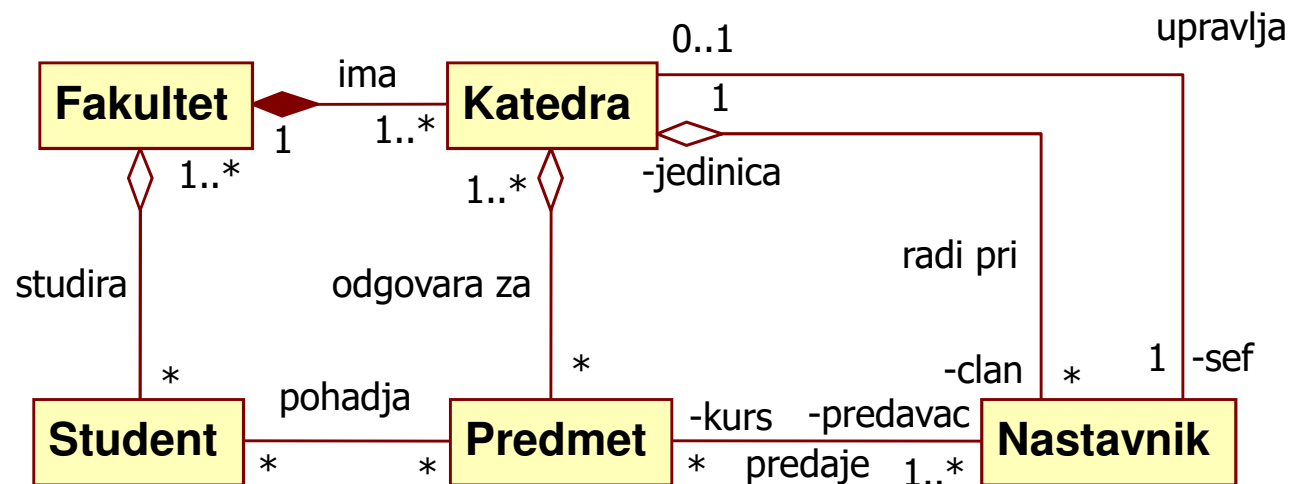 upravlja
0..1
ima
Fakultet
Katedra
1
1
1..*
1..*
1..*
-jedinica
studira
odgovara za
radi pri
*
*
-clan
*
1
-sef
pohadja
-kurs
-predavac
Student
Predmet
Nastavnik
*
*
*
predaje
1..*